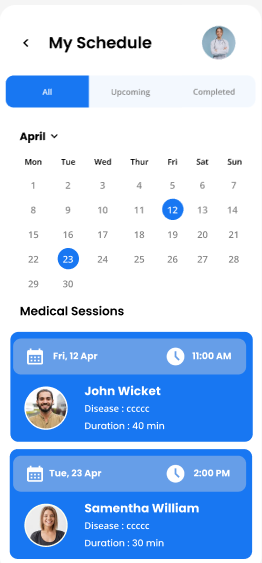 My Schedule
All Upcoming Completed
April
Mon Tue Wed Thur Fri Sat Sun
1 2 3 4 5 6 7
8 9 10 11 12 13 14
15 16 17 18 19 20 21
22 23 24 25 26 27 28
29 30
Medical Sessions
Fri, 12 Apr 11:00 AM
John Wicket
Disease : ccccc
Duration : 40 min
Tue, 23 Apr 2:00 PM
Samentha William
Disease : ccccc
Duration : 30 min